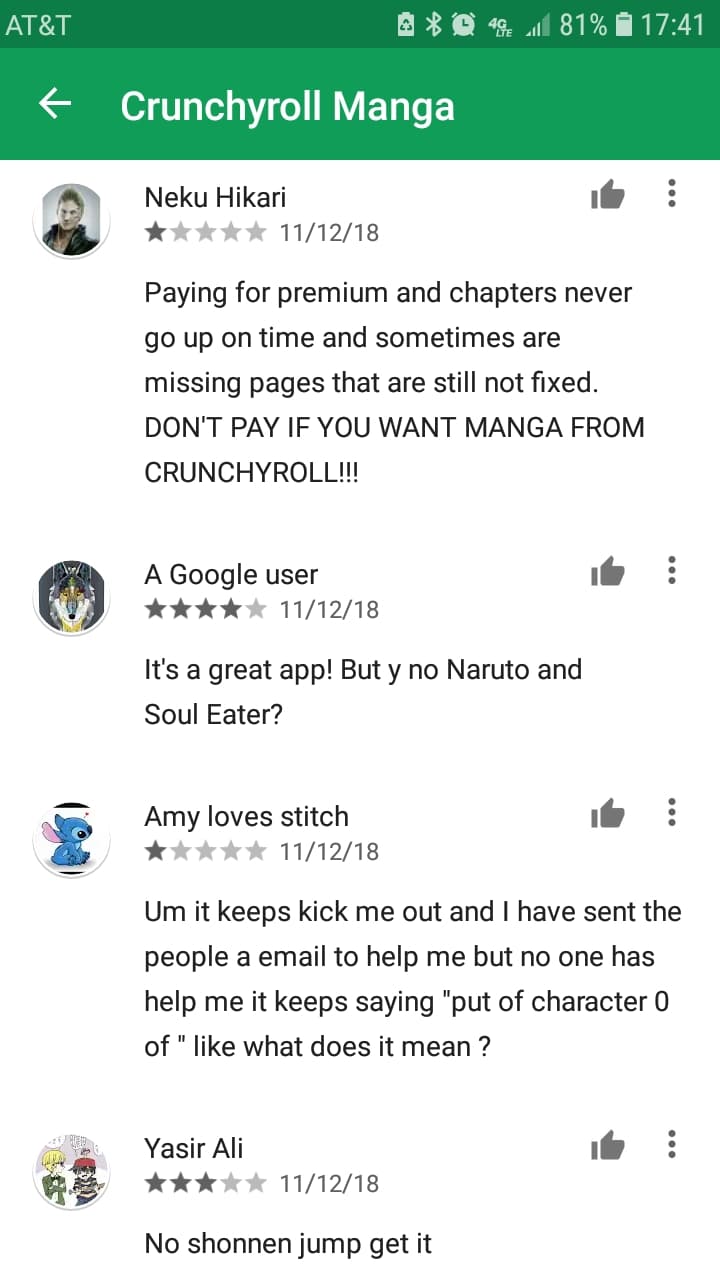 AT&T 4G LTE 81% 17:41
Crunchyroll Manga
Neku Hikari
11/12/18
Paying for premium and chapters never
go up on time and sometimes are
missing pages that are still not fixed.
DON'T PAY IF YOU WANT MANGA FROM
CRUNCHYROLL!!!
A Google user
11/12/18
It's a great app! But y no Naruto and
Soul Eater?
Amy loves stitch
11/12/18
Um it keeps kick me out and I have sent the
people a email to help me but no one has
help me it keeps saying "put of character 0
of " like what does it mean ?
Yasir Ali
11/12/18
No shonnen jump get it